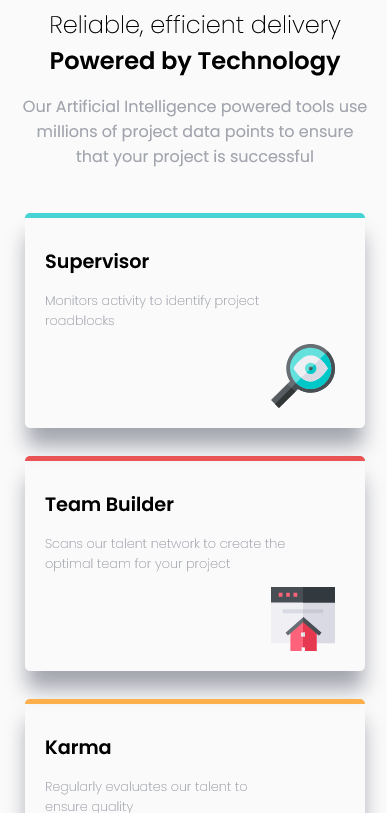 Reliable, efficient delivery
Powered by Technology
Our Artificial Intelligence powered tools use
millions of project data points to ensure
that your project is successful
Supervisor
Monitors activity to identify project
roadblocks
Team Builder
Scans our talent network to create the
optimal team for your project
Karma
Regularly evaluates our talent to
ensure quality